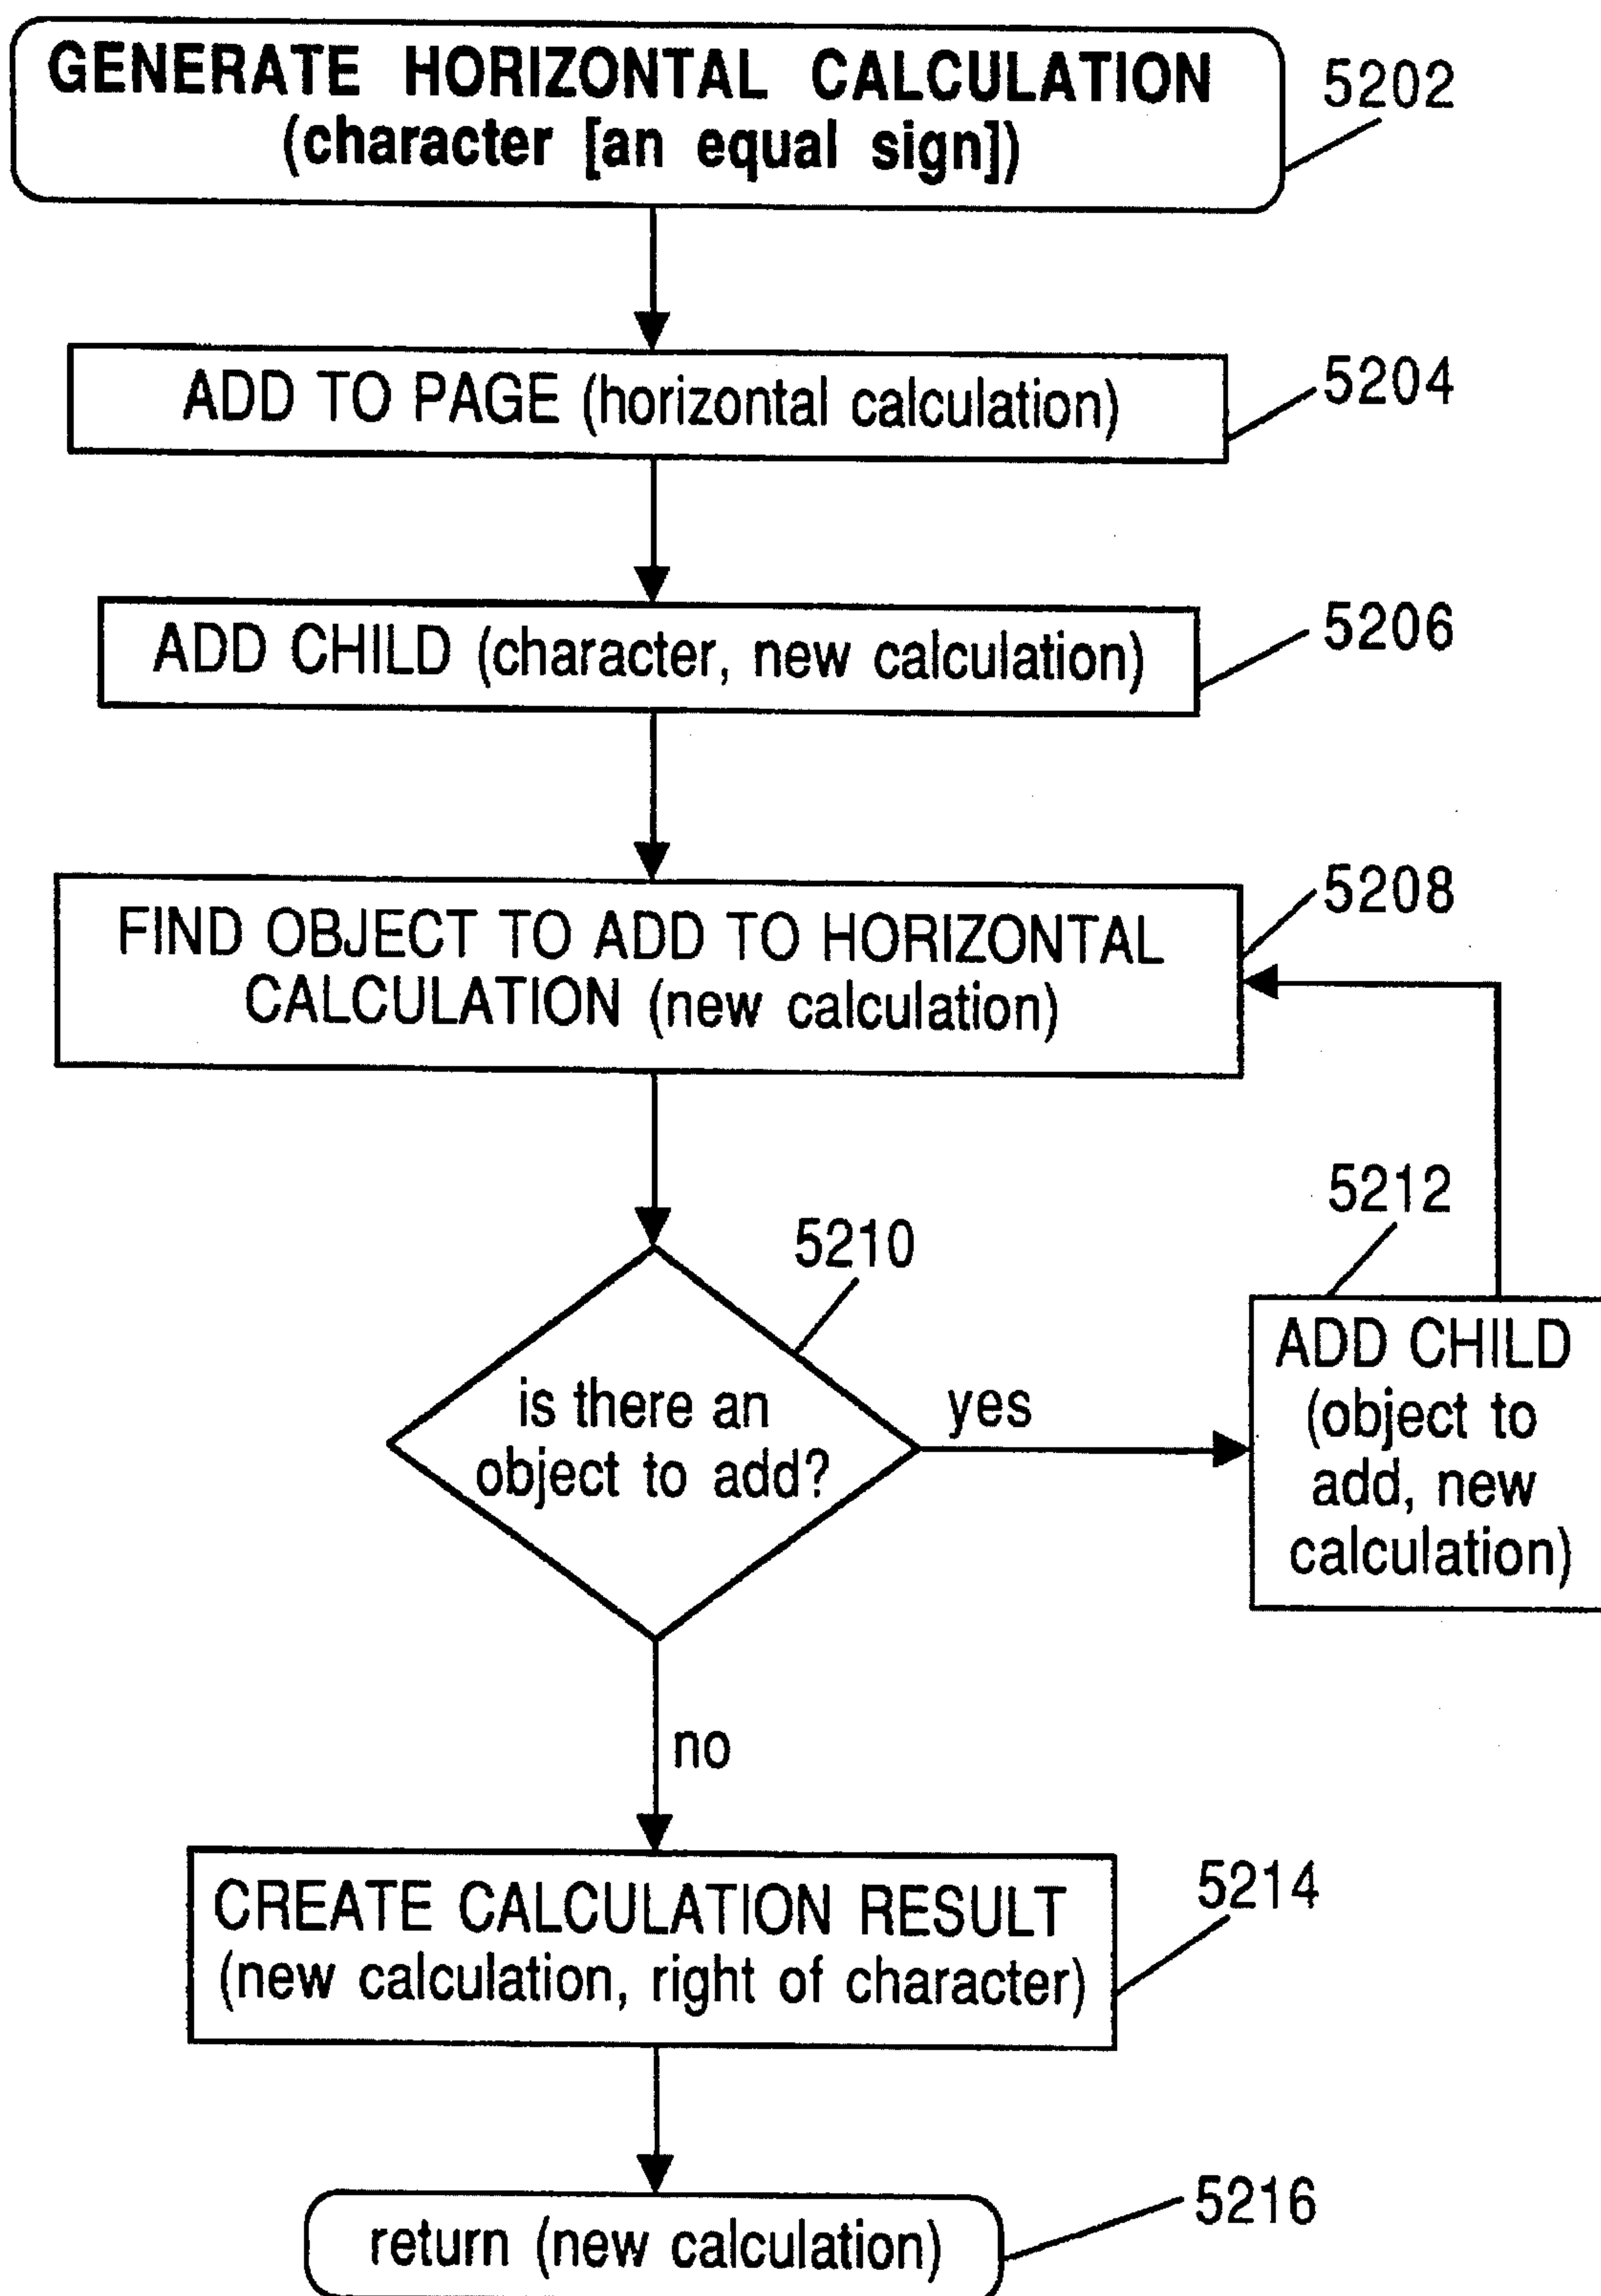 GENERATE HORIZONTAL CALCULATION
(character [an equal sign])
5202
ADD TO PAGE (horizontal calculation)
5204
ADD CHILD (character, new calculation)
5206
FIND OBJECT TO ADD TO HORIZONTAL
CALCULATION (new calculation)
5208
5210
is there an
object to add?
yes
5212
ADD CHILD
(object to
add, new
calculation)
no
CREATE CALCULATION RESULT
(new calculation, right of character)
5214
return (new calculation)
5216